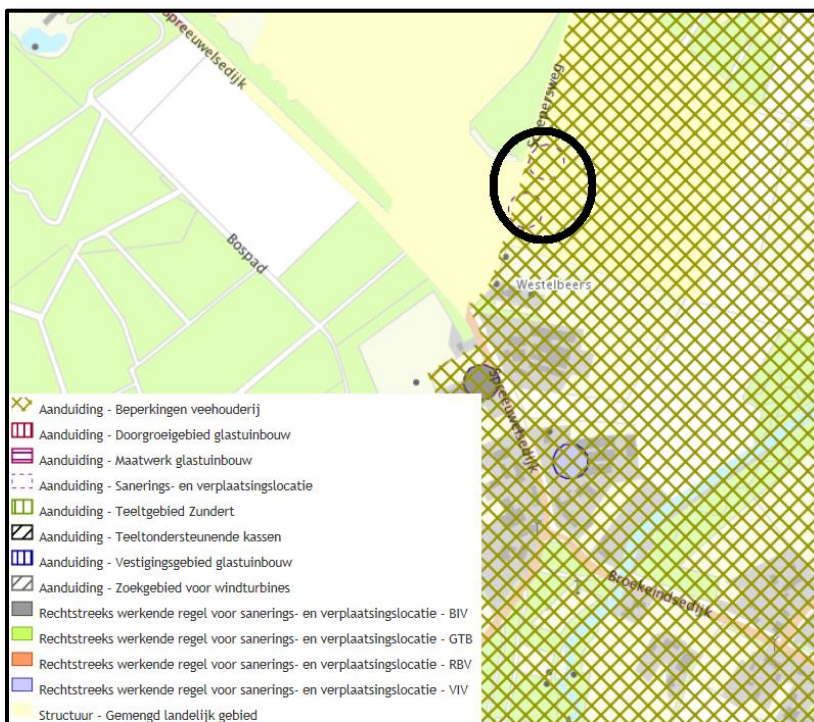 Spreeuwelsedijk
Schepersweg
Bospad
Westelbeers
Spreeuwelsedijk
Broekeindsedijk
Aanduiding - Beperkingen veehouderij
Aanduiding - Doorgroeigebied glastuinbouw
Aanduiding - Maatwerk glastuinbouw
Aanduiding - Sanerings- en verplaatsingslocatie
Aanduiding - Teeltgebied Zundert
Aanduiding - Teeltondersteunende kassen
Aanduiding - Vestigingsgebied glastuinbouw
Aanduiding - Zoekgebied voor windturbines
Rechtstreeks werkende regel voor sanerings- en verplaatsingslocatie - BIV
Rechtstreeks werkende regel voor sanerings- en verplaatsingslocatie - GTB
Rechtstreeks werkende regel voor sanerings- en verplaatsingslocatie - RBV
Rechtstreeks werkende regel voor sanerings- en verplaatsingslocatie - VIV
Structuur - Gemengd landelijk gebied